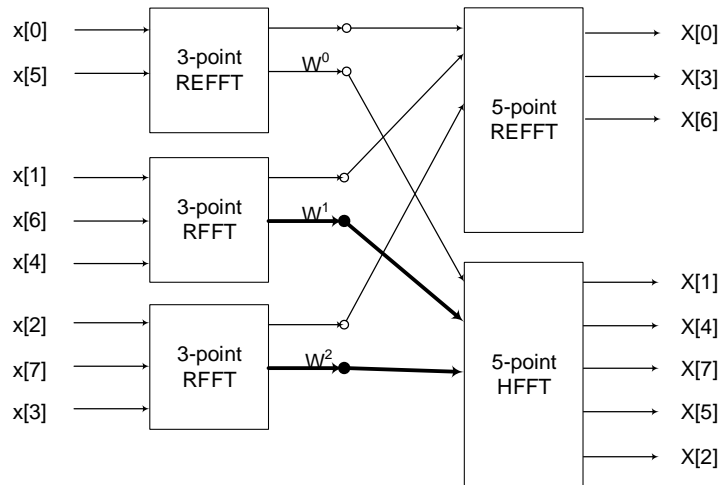 x[0]
x[5]
3-point
REFFT
W⁰
5-point
REFFT
X[0]
X[3]
X[6]
x[1]
x[6]
x[4]
3-point
RFFT
W¹
x[2]
x[7]
x[3]
3-point
RFFT
W²
5-point
HFFT
X[1]
X[4]
X[7]
X[5]
X[2]